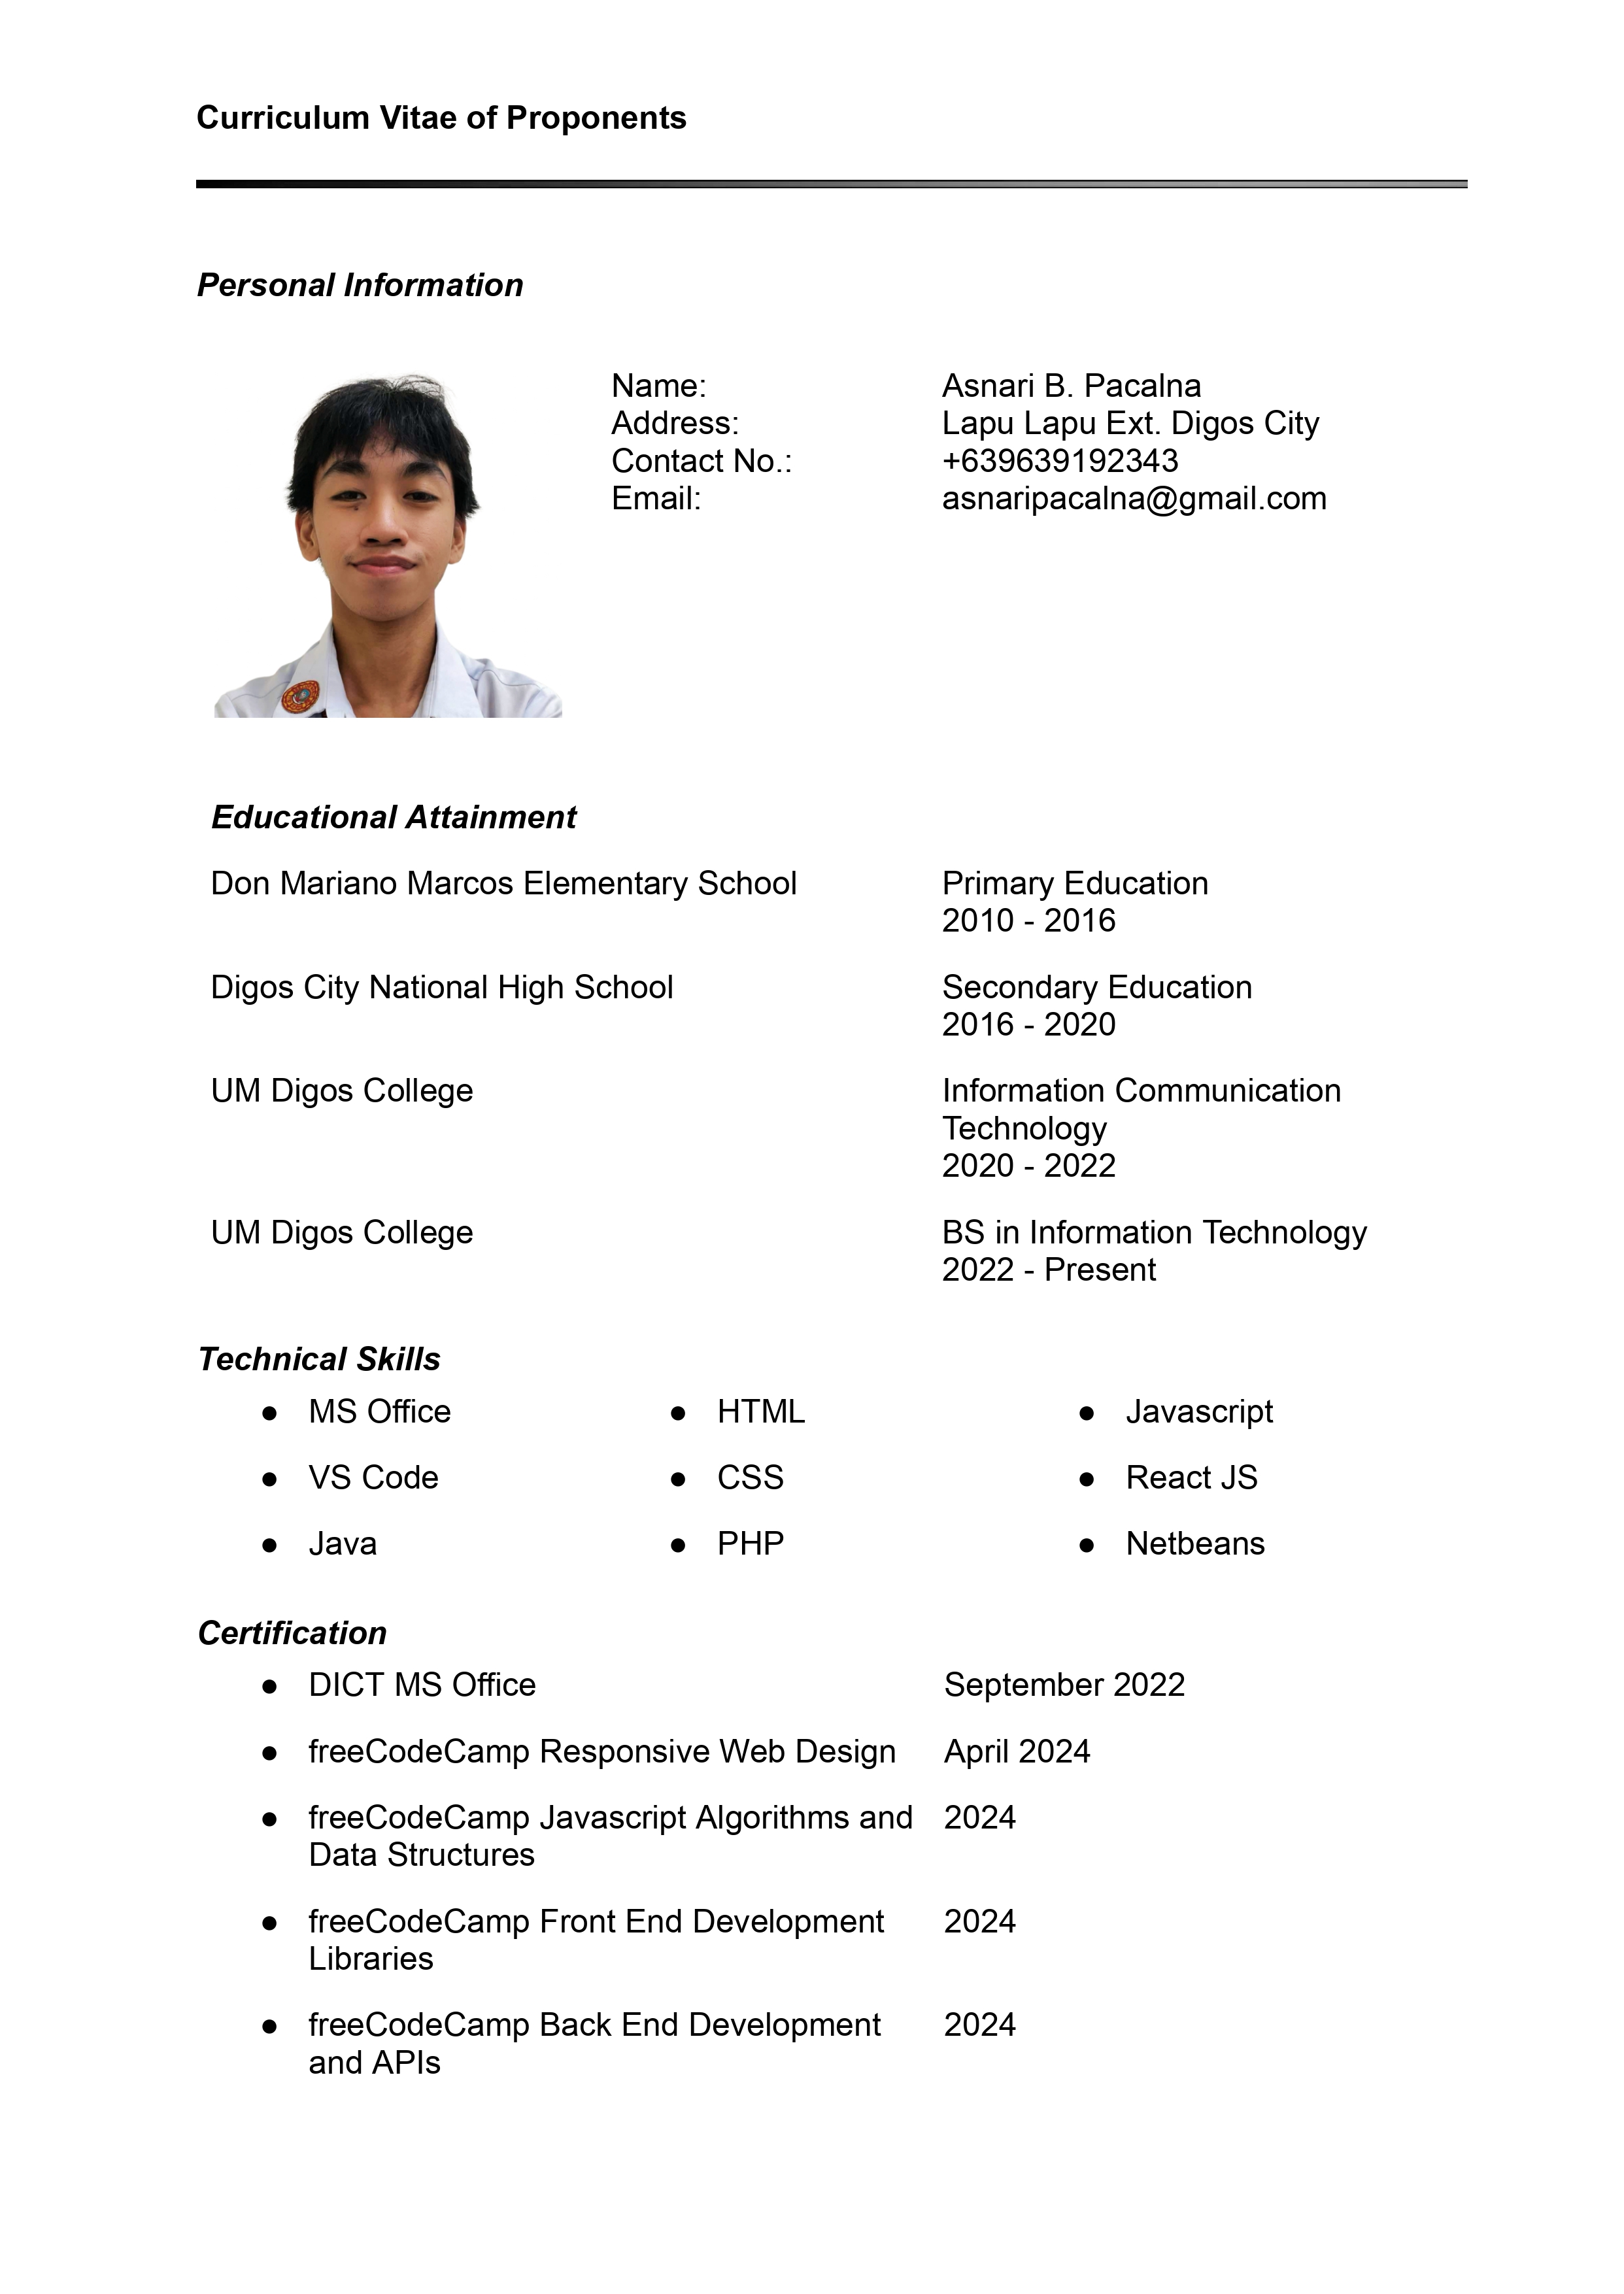 Curriculum Vitae of Proponents
Personal Information
Name: Asnari B. Pacalna
Address: Lapu Lapu Ext. Digos City
Contact No.: +639639192343
Email: asnaripacalna@gmail.com
Educational Attainment
Don Mariano Marcos Elementary School Primary Education
2010 - 2016
Digos City National High School Secondary Education
2016 - 2020
UM Digos College Information Communication
Technology
2020 - 2022
UM Digos College BS in Information Technology
2022 - Present
Technical Skills
● MS Office ● HTML ● Javascript
● VS Code ● CSS ● React JS
● Java ● PHP ● Netbeans
Certification
● DICT MS Office September 2022
● freeCodeCamp Responsive Web Design April 2024
● freeCodeCamp Javascript Algorithms and 2024
Data Structures
● freeCodeCamp Front End Development 2024
Libraries
● freeCodeCamp Back End Development 2024
and APIs